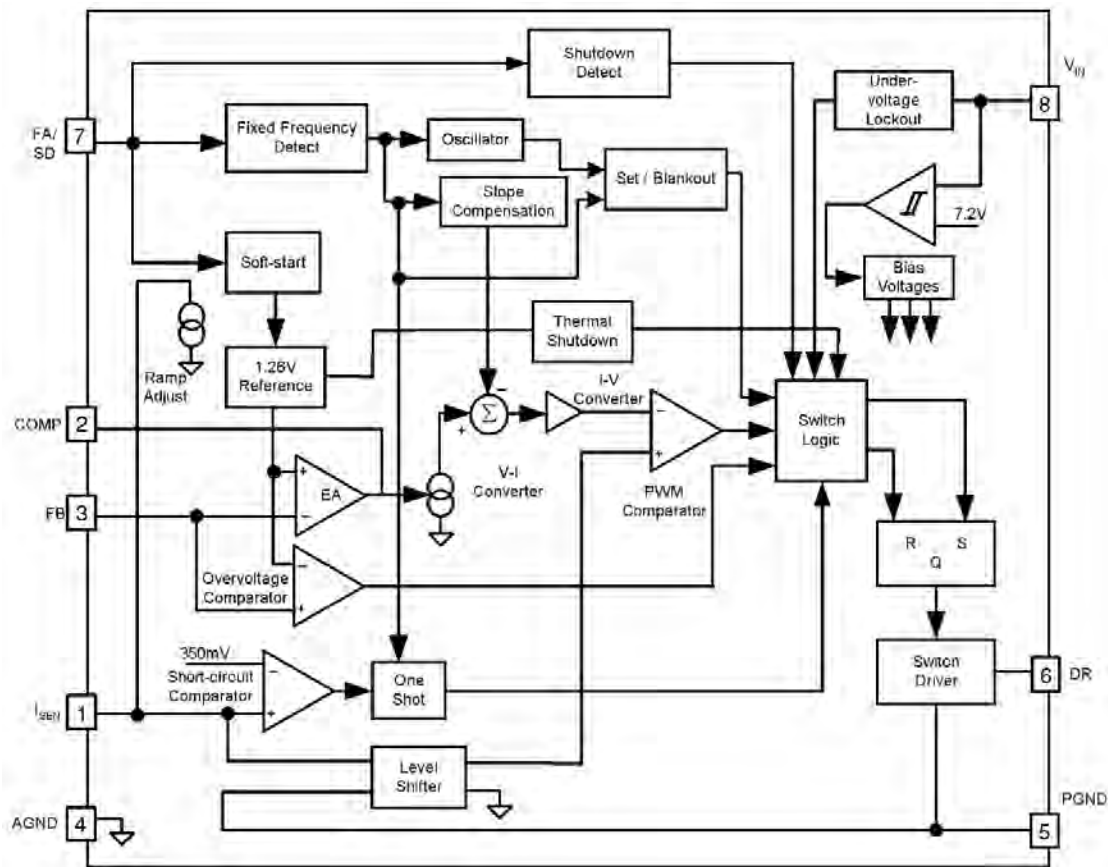 Shutdown
Detect
V_IN
Under-
voltage
Lockout
8
7
FA/
SD
Fixed Frequency
Detect
Oscillator
Set / Blankout
Slope
Compensation
7.2V
Soft-start
Bias
Voltages
Thermal
Shutdown
1.26V
Reference
Ramp
Adjust
I-V
Converter
COMP
2
−
Σ
+
−
+
Switch
Logic
V-I
Converter
PWM
Comparator
+
EA
−
FB
3
R
S
Q
Overvoltage
Comparator
−
+
350mV
Short-circuit
Comparator
−
+
One
Shot
Switch
Driver
6
DR
I_SEN
1
Level
Shifter
AGND
4
PGND
5